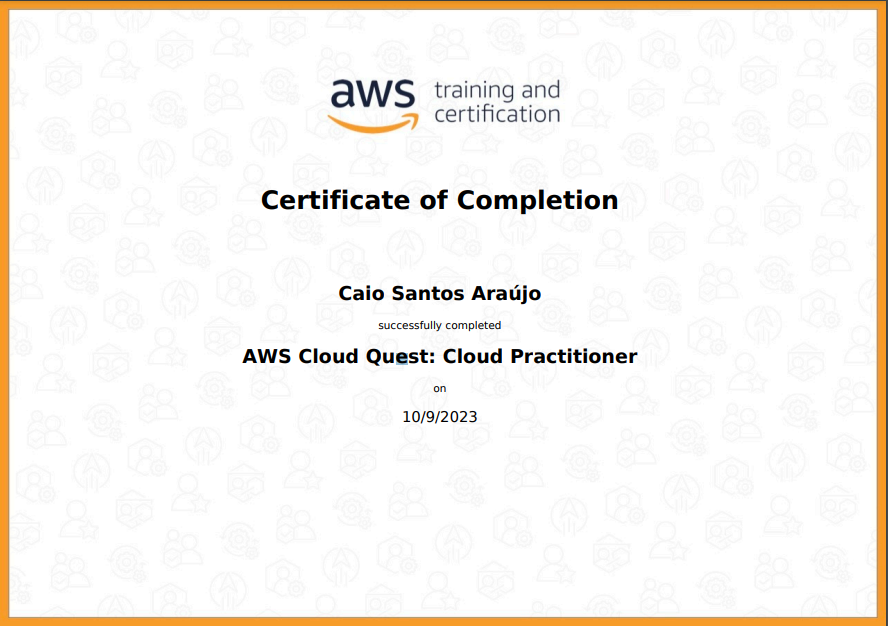 aws training and
certification
Certificate of Completion
Caio Santos Araújo
successfully completed
AWS Cloud Quest: Cloud Practitioner
on
10/9/2023